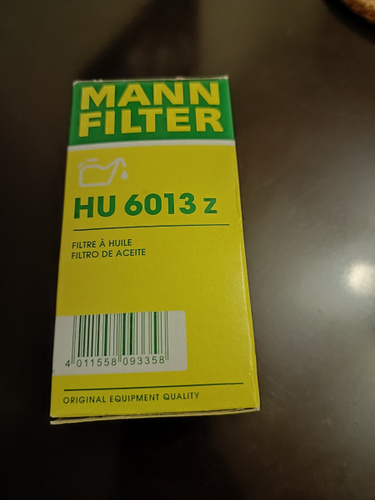 MANN
FILTER
HU 6013 z
FILTRE À HUILE
FILTRO DE ACEITE
4 011558 093358
ORIGINAL EQUIPMENT QUALITY